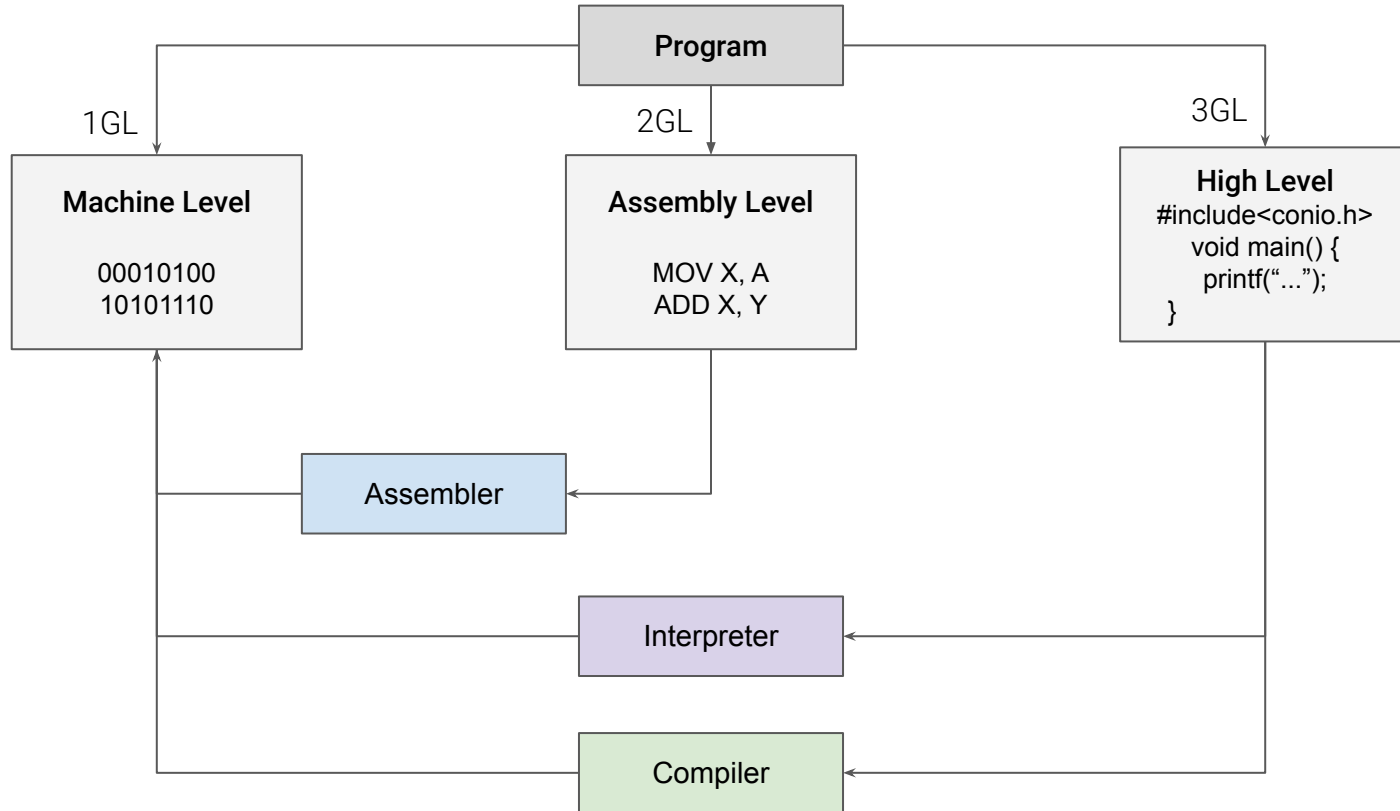 Program
1GL
2GL
3GL
Machine Level
00010100
10101110
Assembly Level
MOV X, A
ADD X, Y
High Level
#include<conio.h>
void main() {
printf(“...”);
}
Assembler
Interpreter
Compiler